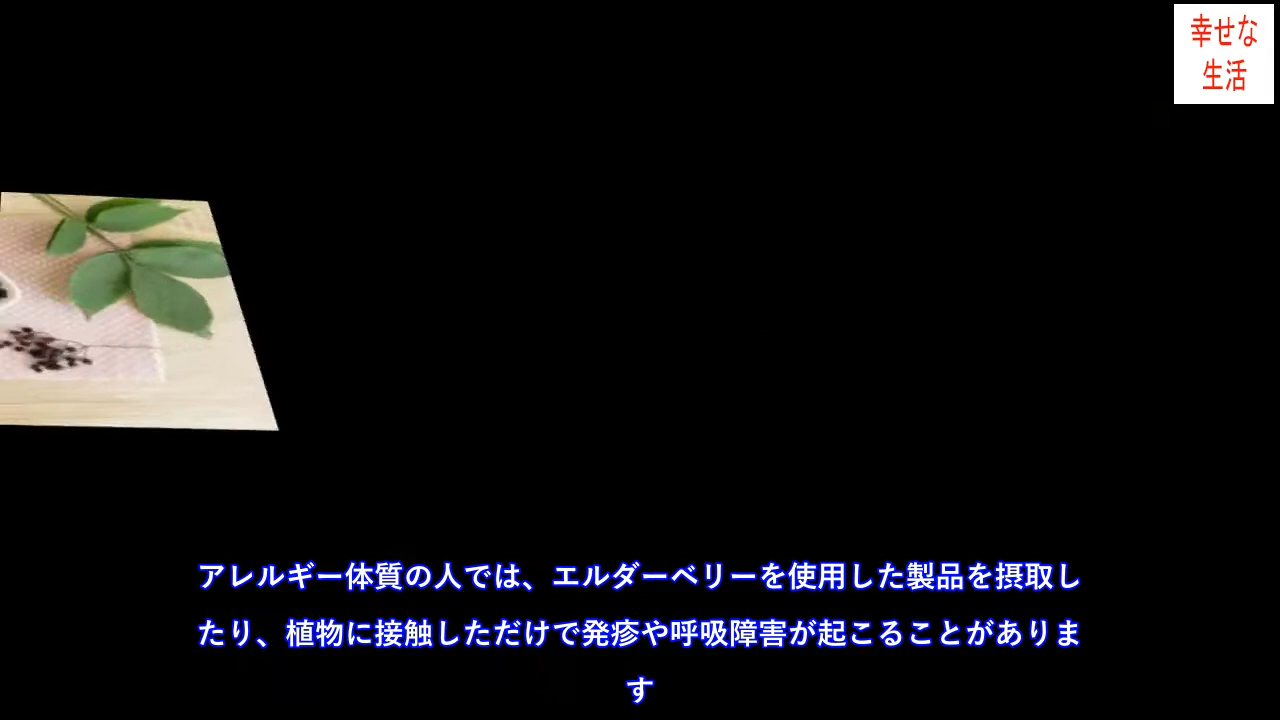 幸せな
生活
アレルギー体質の人では、エルダーベリーを使用した製品を摂取し
たり、植物に接触しただけで発疹や呼吸障害が起こることがありま
す